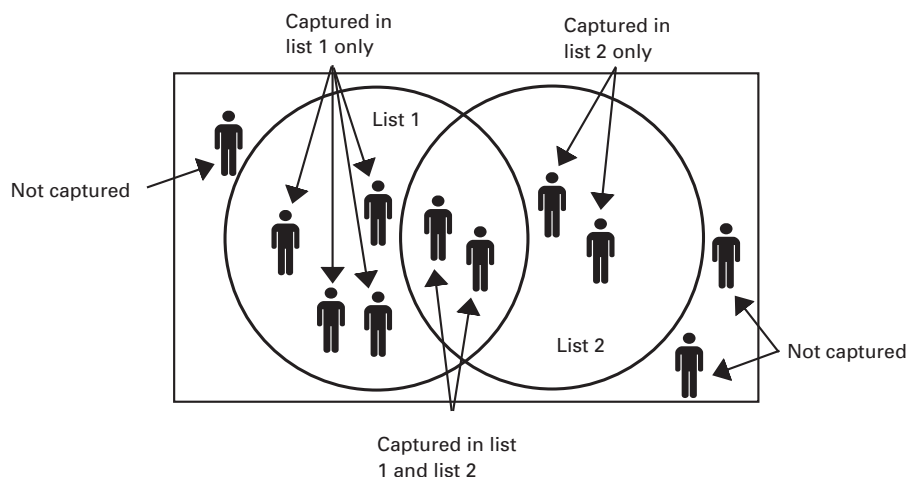 Captured in
list 1 only
Captured in
list 2 only
List 1
Not captured
List 2
Not captured
Captured in list
1 and list 2